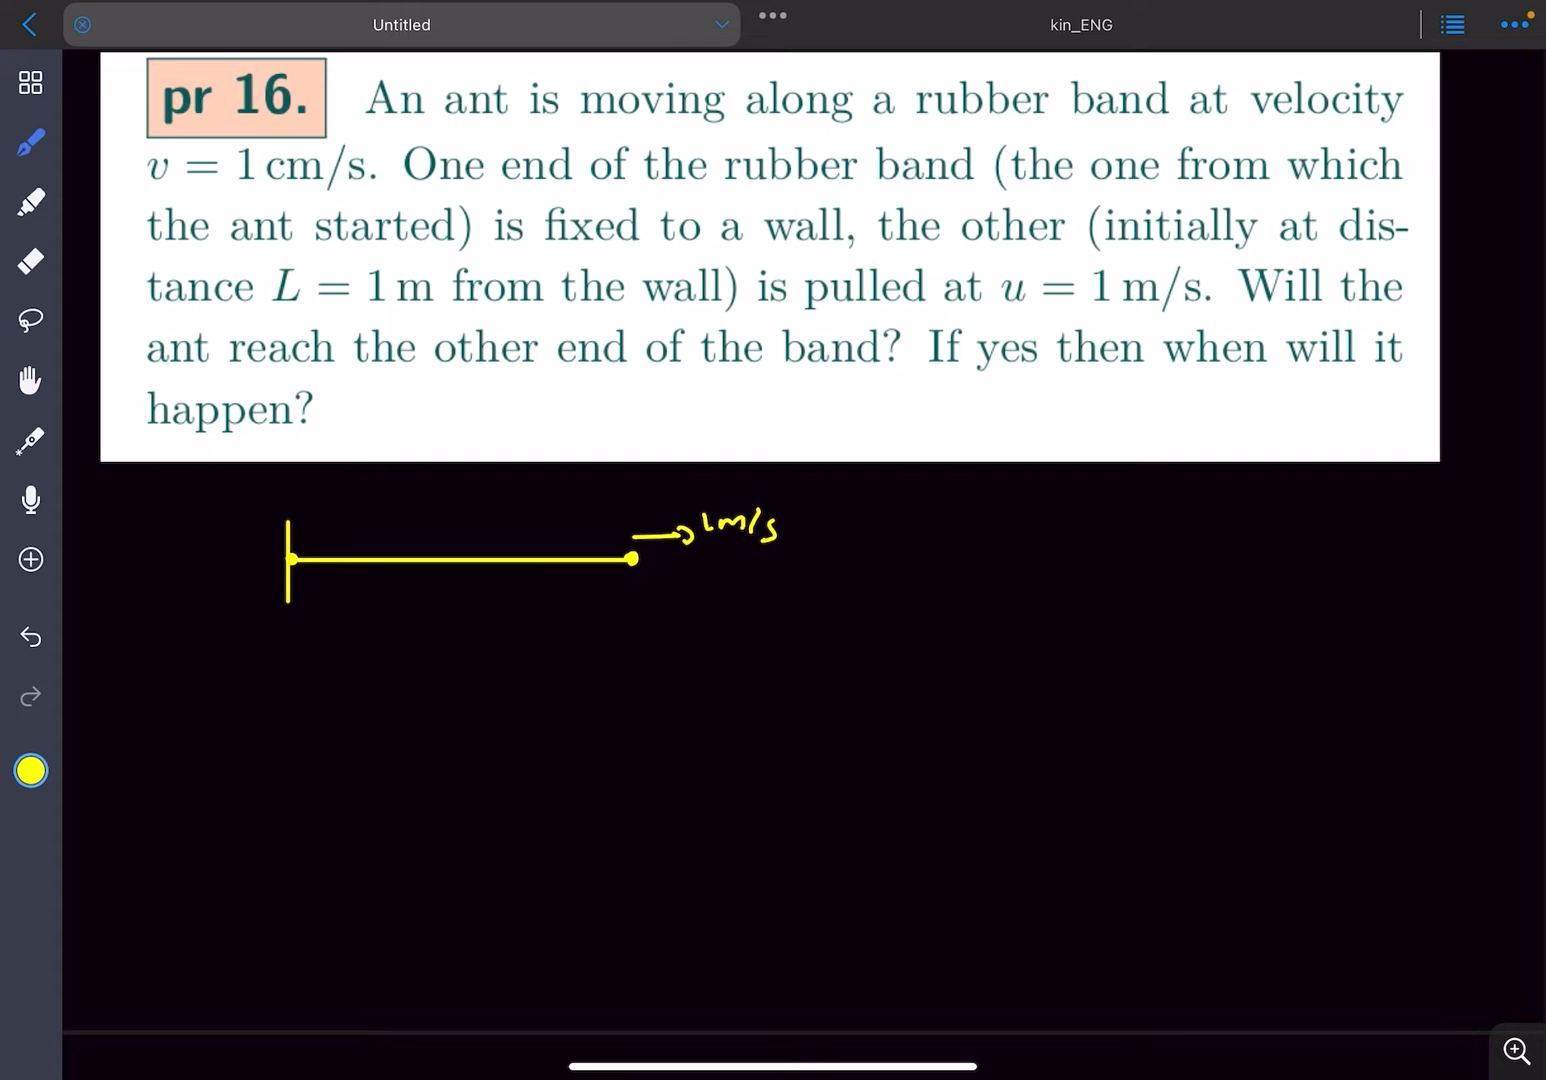 Untitled
kin_ENG
pr 16. An ant is moving along a rubber band at velocity
v = 1 cm/s. One end of the rubber band (the one from which
the ant started) is fixed to a wall, the other (initially at dis-
tance L = 1 m from the wall) is pulled at u = 1 m/s. Will the
ant reach the other end of the band? If yes then when will it
happen?
1m/s